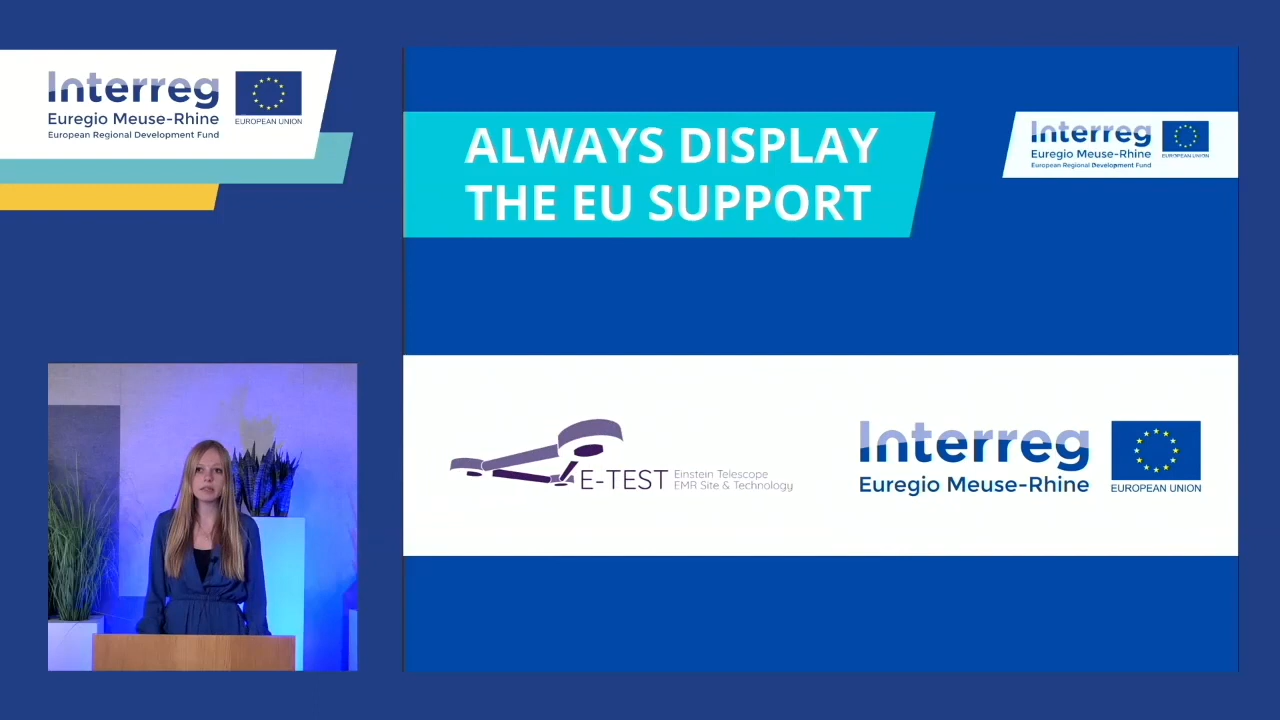 Interreg
Euregio Meuse-Rhine
European Regional Development Fund
EUROPEAN UNION
ALWAYS DISPLAY
THE EU SUPPORT
Interreg
Euregio Meuse-Rhine
European Regional Development Fund
EUROPEAN UNION
E-TEST
Einstein Telescope
EMR Site & Technology
Interreg
Euregio Meuse-Rhine
EUROPEAN UNION